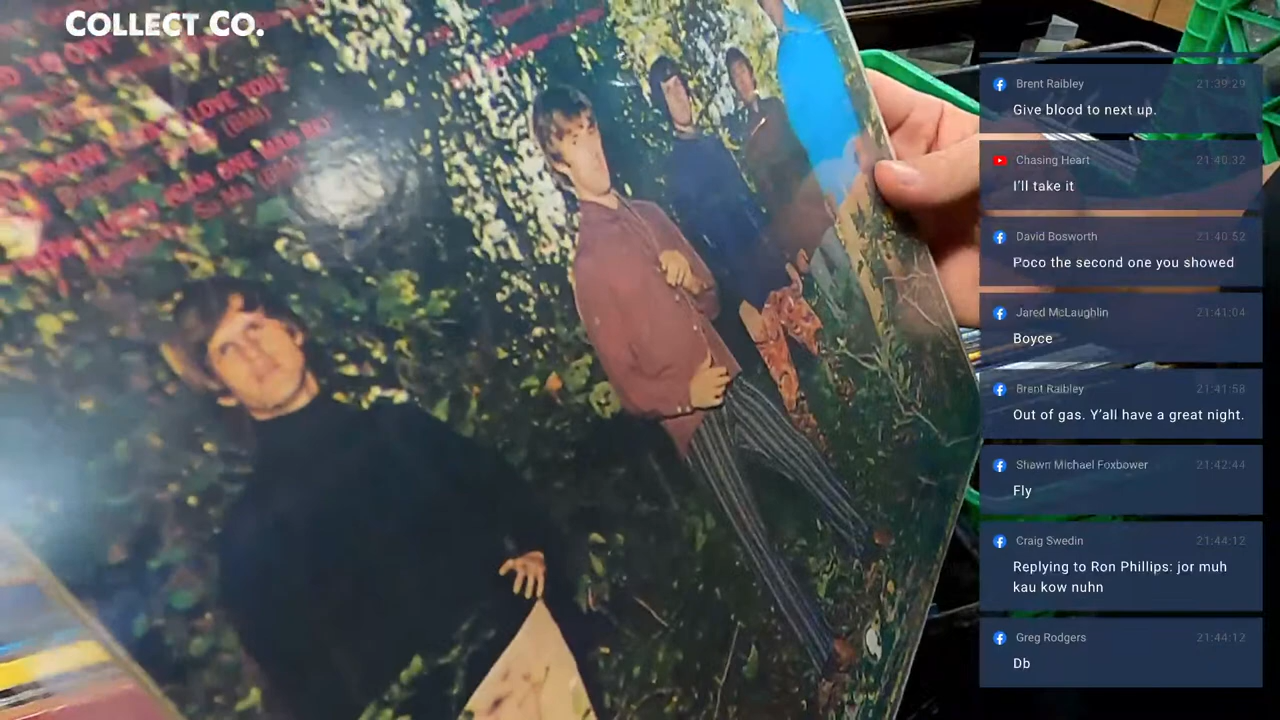 COLLECT CO.
LOVE YOU?
(BMI)
MAN
Brent Raibley 21:39:29
Give blood to next up.
Chasing Heart 21:40:32
I'll take it
David Bosworth 21:40:52
Poco the second one you showed
Jared McLaughlin 21:41:04
Boyce
Brent Raibley 21:41:58
Out of gas. Y'all have a great night.
Shawn Michael Foxbower 21:42:44
Fly
Craig Swedin 21:44:12
Replying to Ron Phillips: jor muh
kau kow nuhn
Greg Rodgers 21:44:12
Db